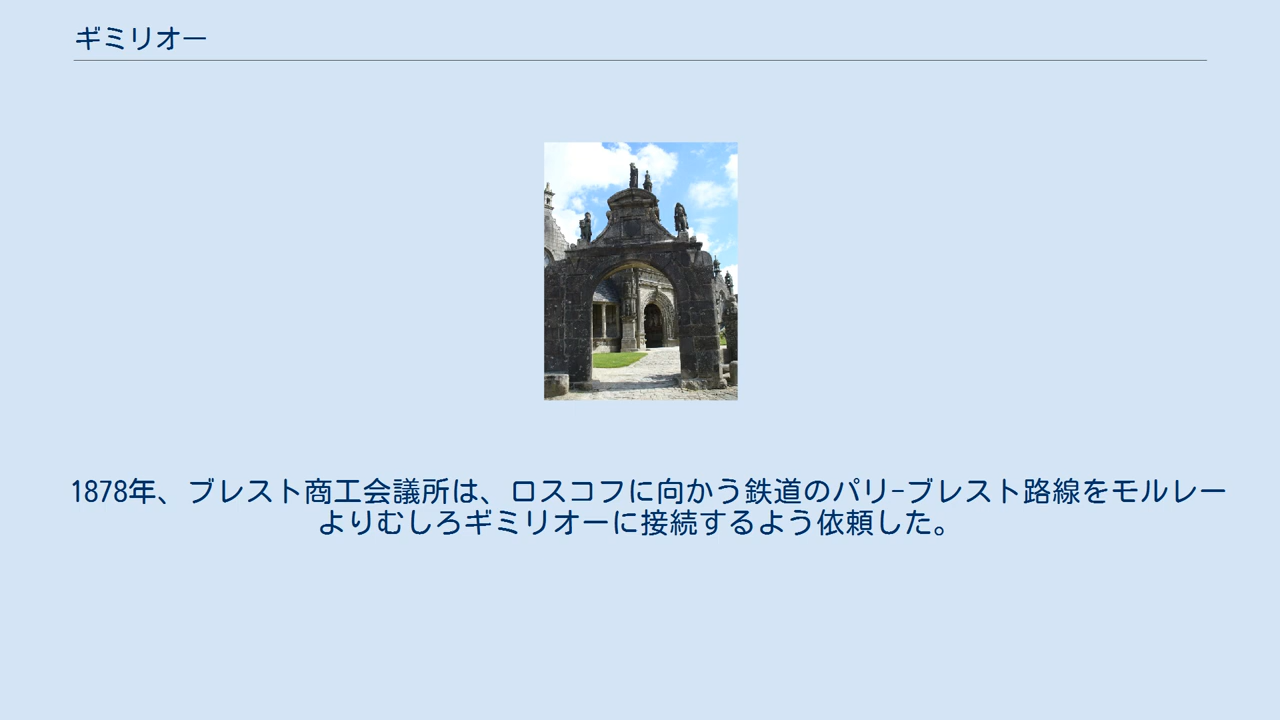 ギミリオー
1878年、ブレスト商工会議所は、ロスコフに向かう鉄道のパリ-ブレスト路線をモルレー
よりむしろギミリオーに接続するよう依頼した。